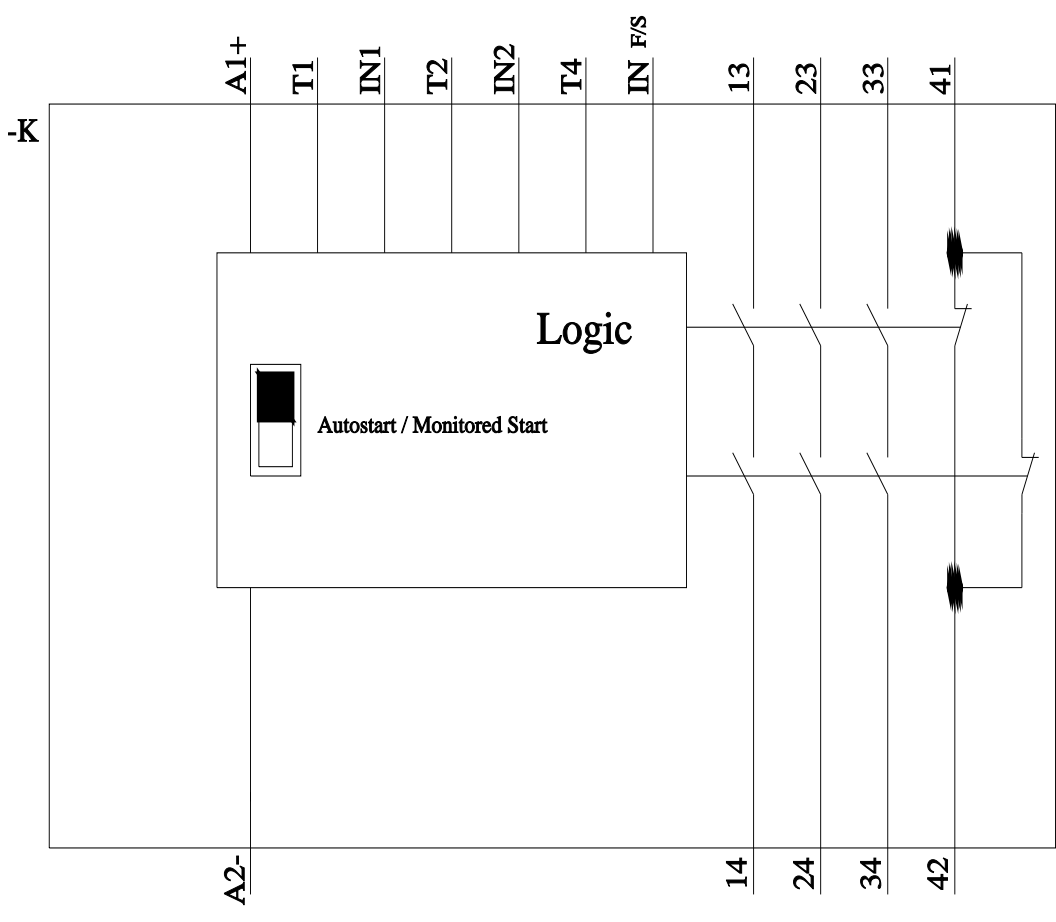 A1+
T1
IN1
T2
IN2
T4
IN F/S
13
23
33
41
-K
Logic
Autostart / Monitored Start
A2-
14
24
34
42